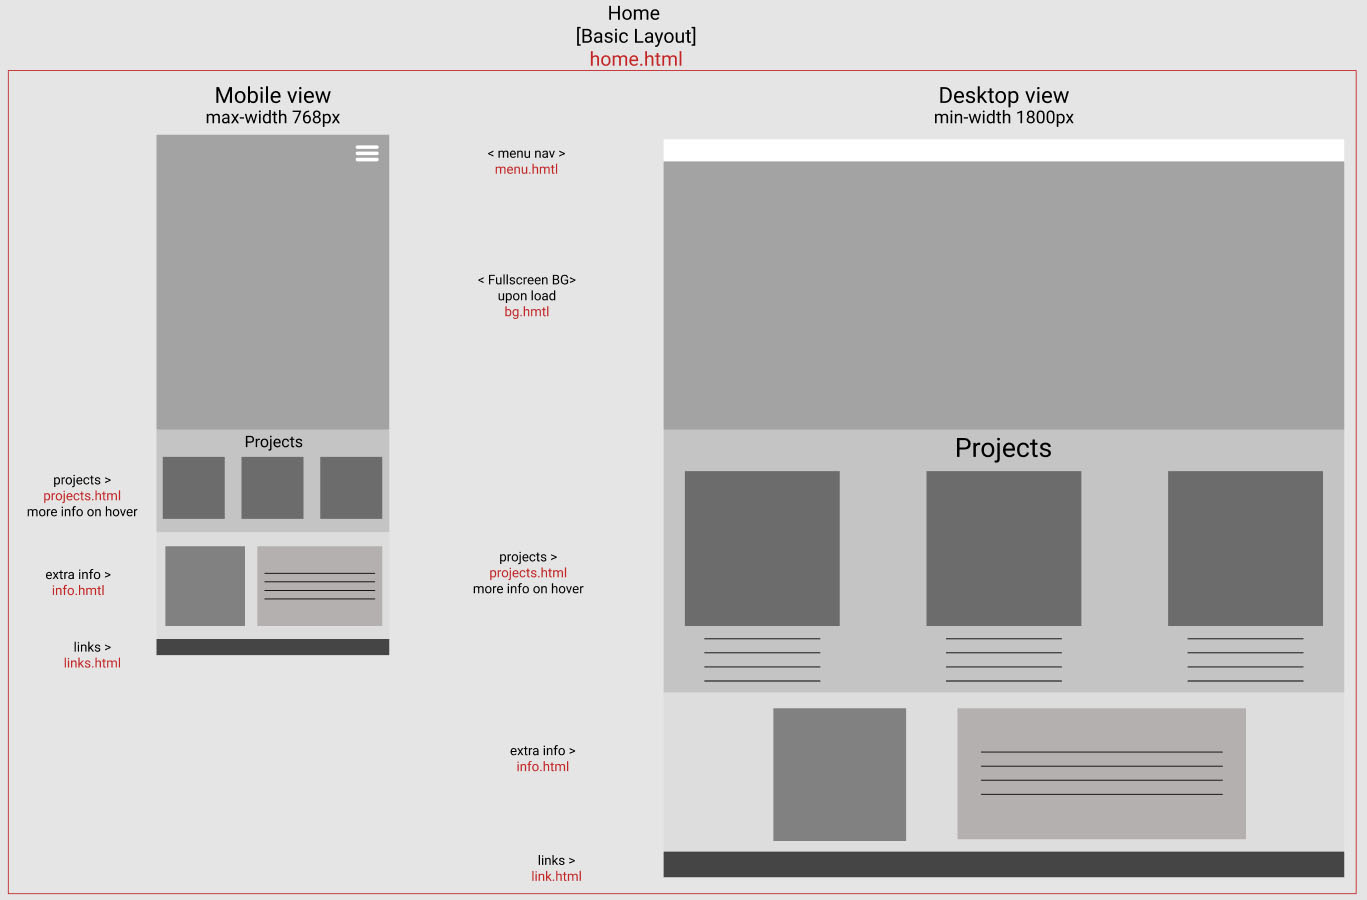 Home
[Basic Layout]
home.html
Mobile view
max-width 768px
Desktop view
min-width 1800px
< menu nav >
menu.hmtl
< Fullscreen BG>
upon load
bg.hmtl
Projects
projects >
projects.html
more info on hover
extra info >
info.hmtl
links >
links.html
Projects
projects >
projects.html
more info on hover
extra info >
info.html
links >
link.html